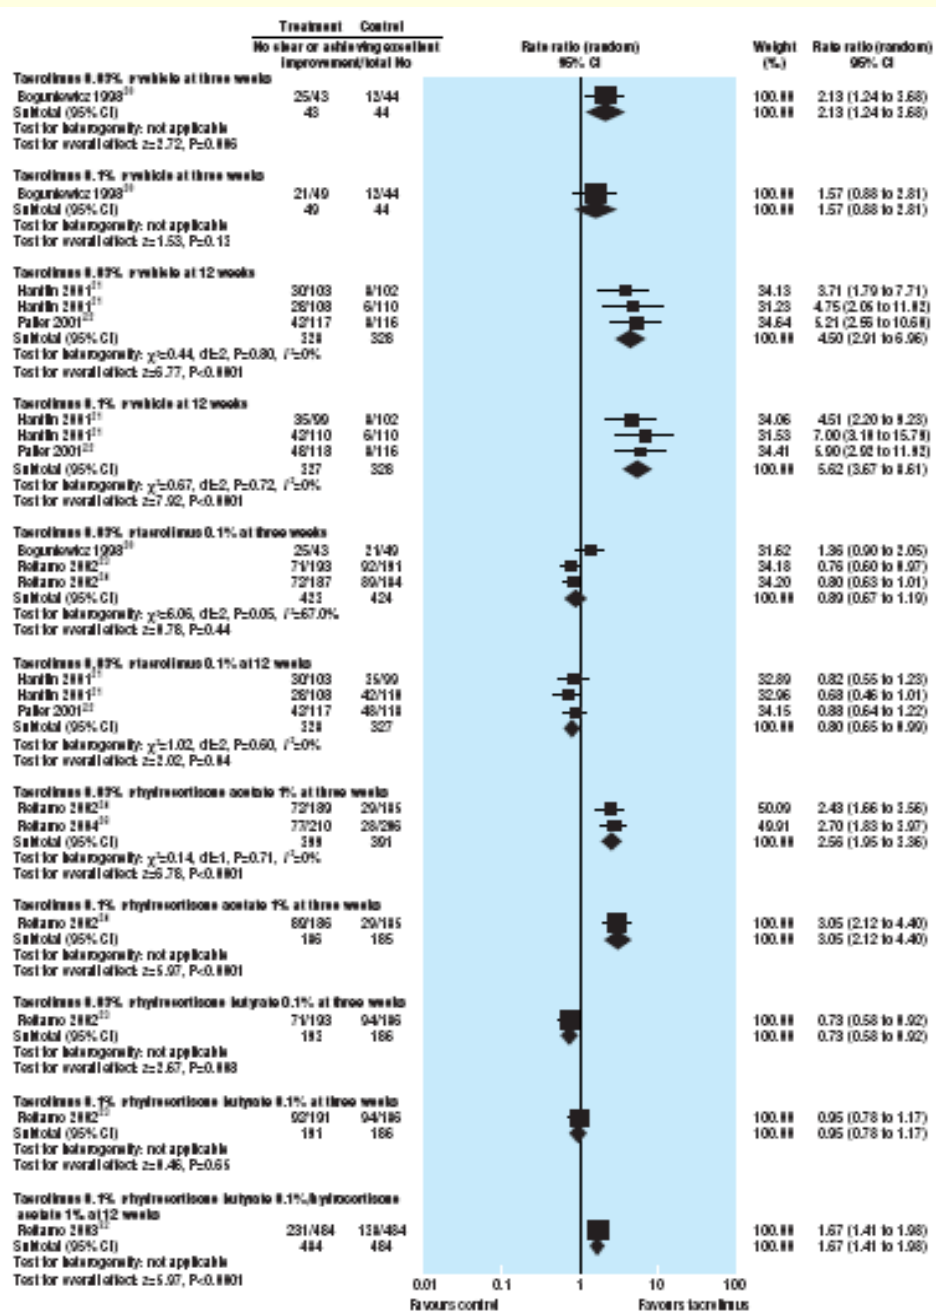 Treatment Control
No clear or achieving excellent improvement/total No
Rate ratio (random) 95% CI
Weight (%)
Rate ratio (random) 95% CI
Tacrolimus 0.03% v vehicle at three weeks
Boguniewicz 1998²⁰ 25/43 12/44 100.00 2.13 (1.24 to 3.68)
Subtotal (95% CI) 43 44 100.00 2.13 (1.24 to 3.68)
Test for heterogeneity: not applicable
Test for overall effect: z=2.72, P=0.006
Tacrolimus 0.1% v vehicle at three weeks
Boguniewicz 1998²⁰ 21/49 12/44 100.00 1.57 (0.88 to 2.81)
Subtotal (95% CI) 49 44 100.00 1.57 (0.88 to 2.81)
Test for heterogeneity: not applicable
Test for overall effect: z=1.53, P=0.13
Tacrolimus 0.03% v vehicle at 12 weeks
Hanifin 2001²¹ 30/103 8/102 34.13 3.71 (1.79 to 7.71)
Hanifin 2001²¹ 28/108 6/110 31.23 4.75 (2.05 to 11.02)
Paller 2001²² 42/117 8/116 34.64 5.21 (2.56 to 10.60)
Subtotal (95% CI) 328 328 100.00 4.50 (2.91 to 6.96)
Test for heterogeneity: χ²=0.44, df=2, P=0.80, I²=0%
Test for overall effect: z=6.77, P<0.0001
Tacrolimus 0.1% v vehicle at 12 weeks
Hanifin 2001²¹ 35/99 8/102 34.06 4.51 (2.20 to 9.23)
Hanifin 2001²¹ 42/110 6/110 31.53 7.00 (3.10 to 15.79)
Paller 2001²² 48/118 8/116 34.41 5.90 (2.92 to 11.92)
Subtotal (95% CI) 327 328 100.00 5.62 (3.67 to 8.61)
Test for heterogeneity: χ²=0.67, df=2, P=0.72, I²=0%
Test for overall effect: z=7.92, P<0.0001
Tacrolimus 0.03% v tacrolimus 0.1% at three weeks
Boguniewicz 1998²⁰ 25/43 21/49 31.62 1.36 (0.90 to 2.05)
Reitamo 2002 71/193 92/191 34.18 0.76 (0.60 to 0.97)
Reitamo 2002 72/187 89/184 34.20 0.80 (0.63 to 1.01)
Subtotal (95% CI) 423 424 100.00 0.89 (0.67 to 1.19)
Test for heterogeneity: χ²=6.06, df=2, P=0.05, I²=67.0%
Test for overall effect: z=0.78, P=0.44
Tacrolimus 0.03% v tacrolimus 0.1% at 12 weeks
Hanifin 2001²¹ 30/103 35/99 32.89 0.82 (0.55 to 1.23)
Hanifin 2001²¹ 28/108 42/110 32.96 0.68 (0.46 to 1.01)
Paller 2001²² 42/117 48/118 34.15 0.88 (0.64 to 1.22)
Subtotal (95% CI) 328 327 100.00 0.80 (0.65 to 0.99)
Test for heterogeneity: χ²=1.02, df=2, P=0.60, I²=0%
Test for overall effect: z=2.02, P=0.04
Tacrolimus 0.03% v hydrocortisone acetate 1% at three weeks
Reitamo 2002 72/189 29/185 50.09 2.43 (1.66 to 3.56)
Reitamo 2004 77/210 28/206 49.91 2.70 (1.83 to 3.97)
Subtotal (95% CI) 399 391 100.00 2.56 (1.95 to 3.36)
Test for heterogeneity: χ²=0.14, df=1, P=0.71, I²=0%
Test for overall effect: z=6.78, P<0.0001
Tacrolimus 0.1% v hydrocortisone acetate 1% at three weeks
Reitamo 2002 89/186 29/185 100.00 3.05 (2.12 to 4.40)
Subtotal (95% CI) 186 185 100.00 3.05 (2.12 to 4.40)
Test for heterogeneity: not applicable
Test for overall effect: z=5.97, P<0.0001
Tacrolimus 0.03% v hydrocortisone butyrate 0.1% at three weeks
Reitamo 2002 71/193 94/186 100.00 0.73 (0.58 to 0.92)
Subtotal (95% CI) 193 186 100.00 0.73 (0.58 to 0.92)
Test for heterogeneity: not applicable
Test for overall effect: z=2.67, P=0.008
Tacrolimus 0.1% v hydrocortisone butyrate 0.1% at three weeks
Reitamo 2002 92/191 94/186 100.00 0.95 (0.78 to 1.17)
Subtotal (95% CI) 191 186 100.00 0.95 (0.78 to 1.17)
Test for heterogeneity: not applicable
Test for overall effect: z=0.46, P=0.65
Tacrolimus 0.1% v hydrocortisone butyrate 0.1%/hydrocortisone
acetate 1% at 12 weeks
Reitamo 2003 231/484 138/484 100.00 1.67 (1.41 to 1.98)
Subtotal (95% CI) 484 484 100.00 1.67 (1.41 to 1.98)
Test for heterogeneity: not applicable
Test for overall effect: z=5.97, P<0.0001
0.01 0.1 1 10 100
Favours control Favours tacrolimus